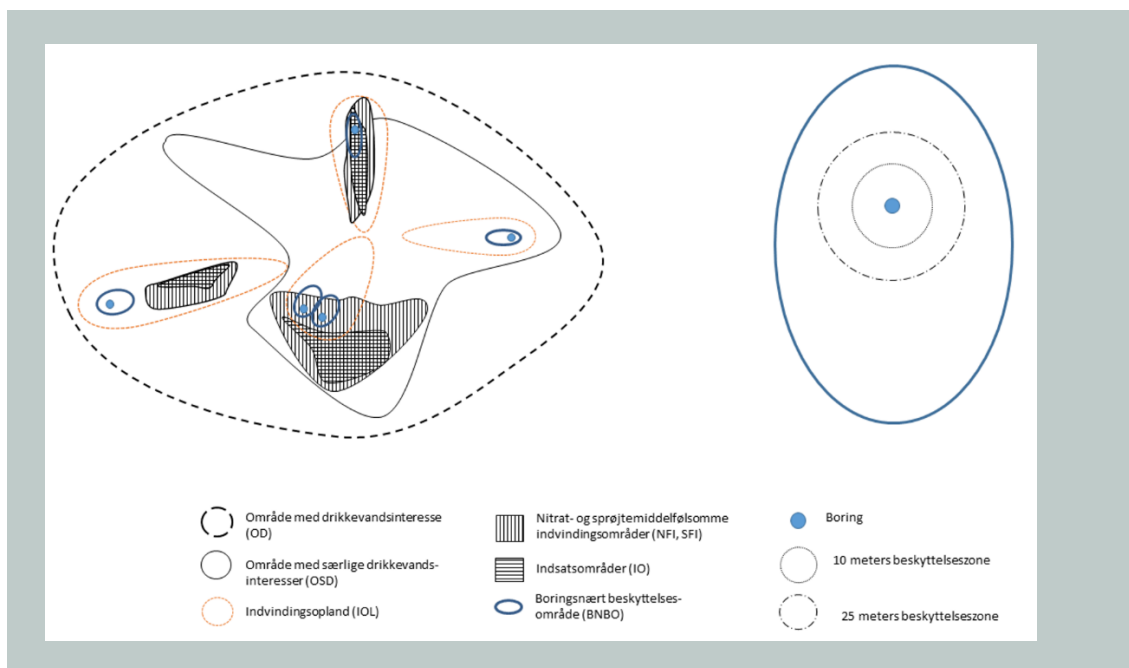 Område med drikkevandsinteresse
(OD)
Område med særlige drikkevands-
interesser (OSD)
Indvindingsopland (IOL)
Nitrat- og sprøjtemiddelfølsomme
indvindingsområder (NFI, SFI)
Indsatsområder (IO)
Boringsnært beskyttelses-
område (BNBO)
Boring
10 meters beskyttelseszone
25 meters beskyttelseszone